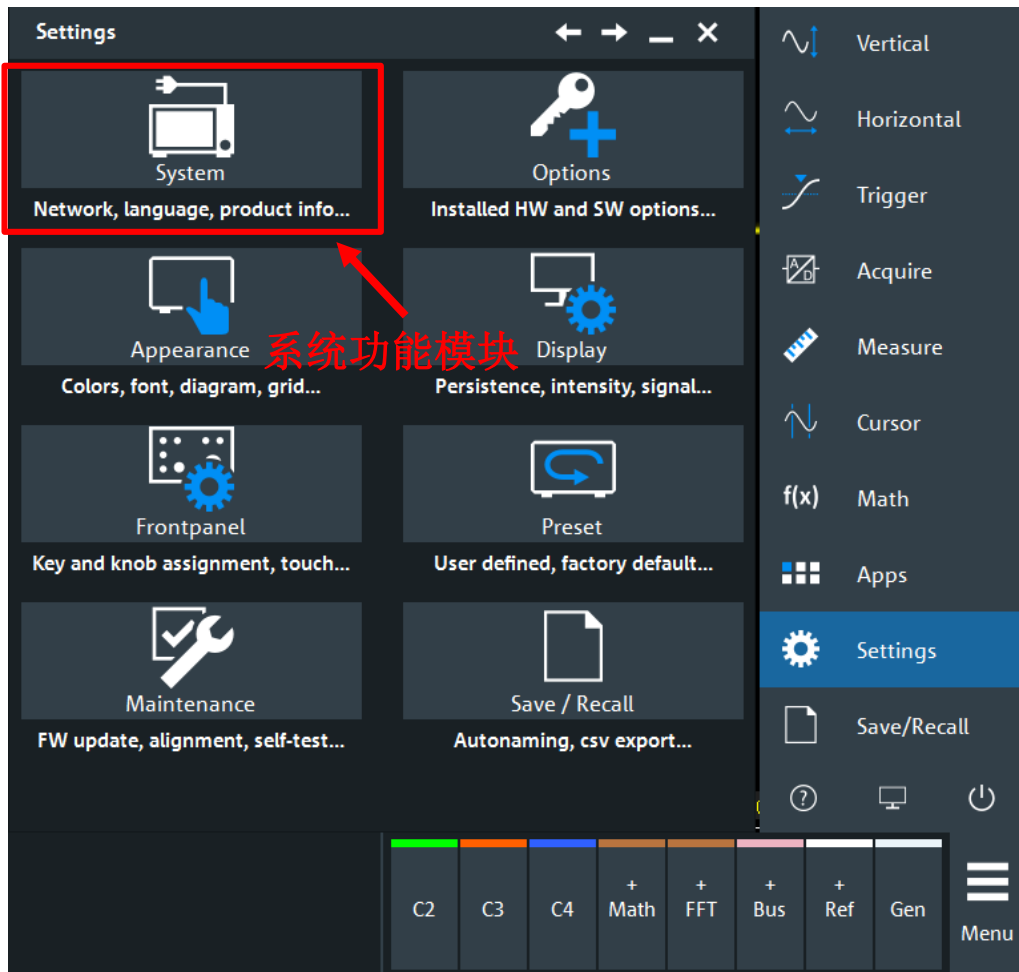 Settings
System
Network, language, product info...
Options
Installed HW and SW options...
系统功能模块
Appearance
Colors, font, diagram, grid...
Display
Persistence, intensity, signal...
Frontpanel
Key and knob assignment, touch...
Preset
User defined, factory default...
Maintenance
FW update, alignment, self-test...
Save / Recall
Autonaming, csv export...
Vertical
Horizontal
Trigger
A/D
Acquire
Measure
Cursor
f(x)
Math
Apps
Settings
Save/Recall
?
C2
C3
C4
+
Math
+
FFT
+
Bus
+
Ref
Gen
Menu